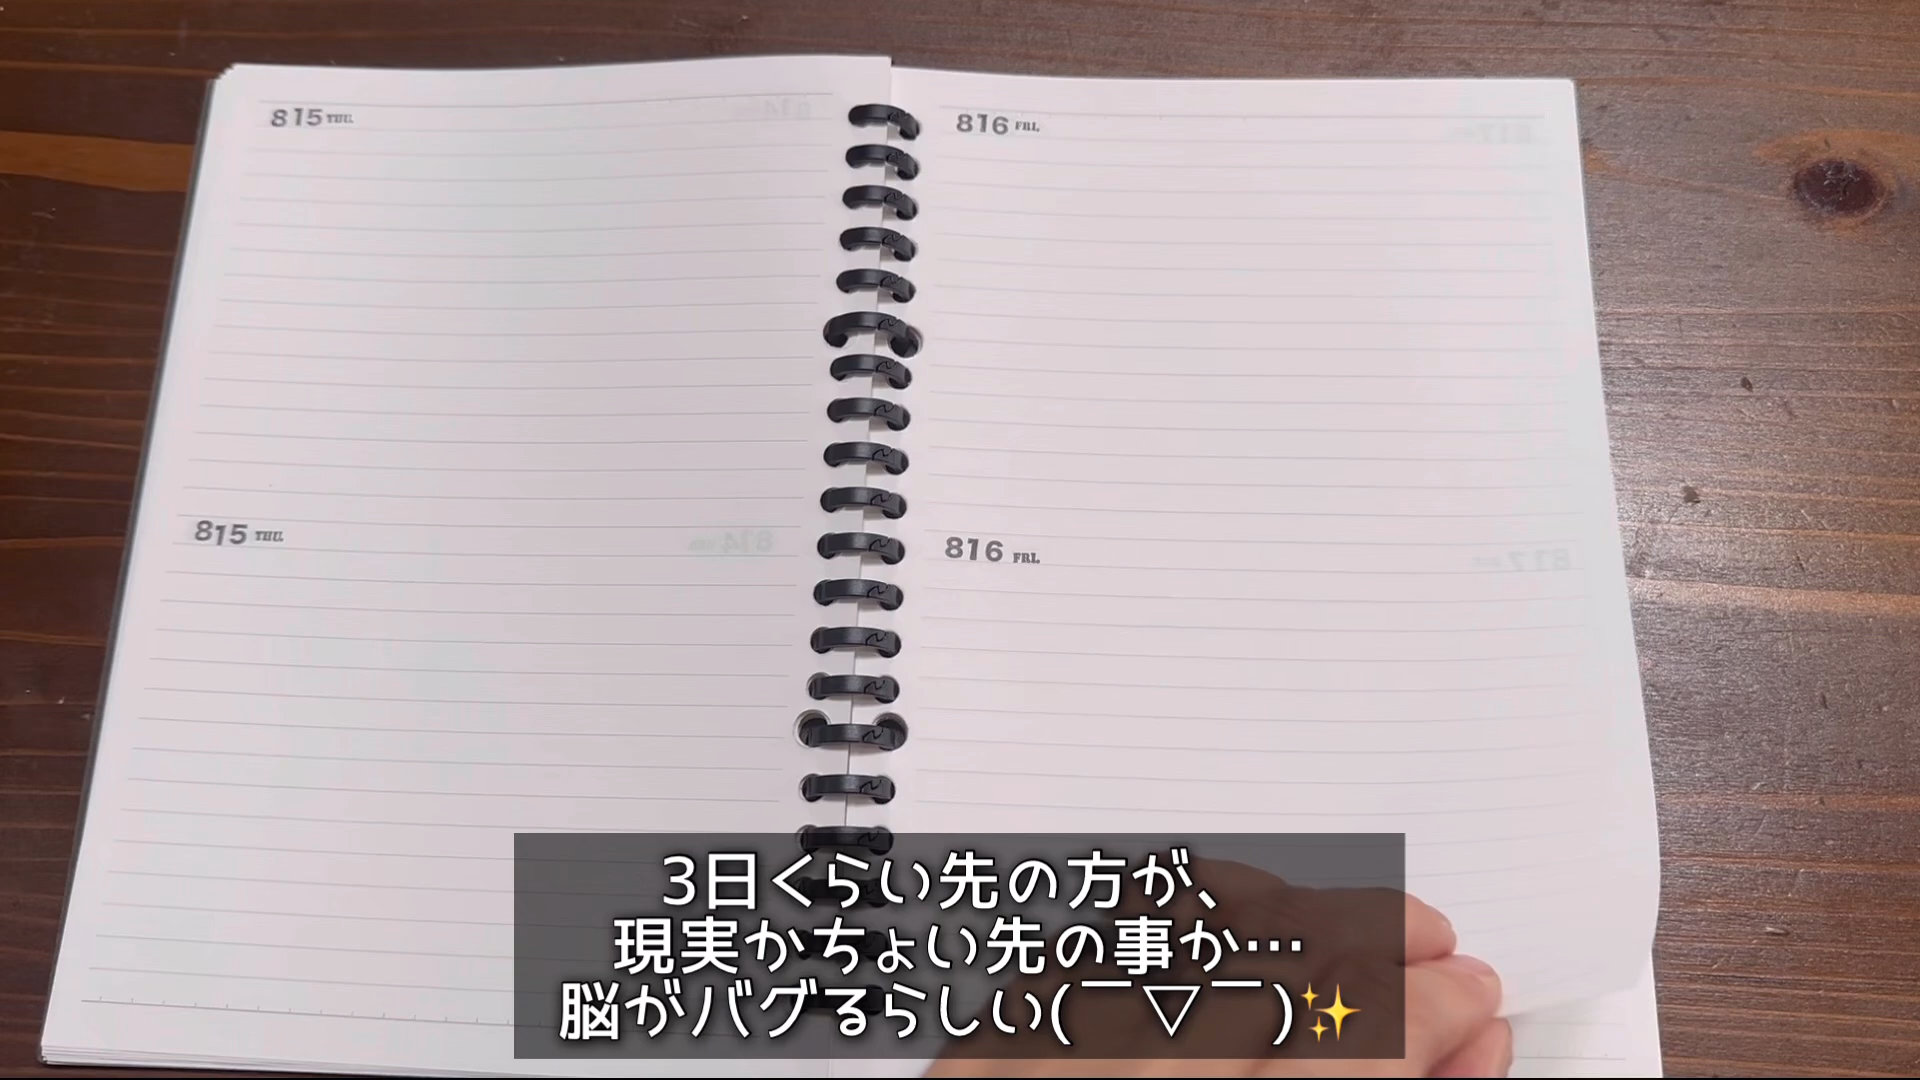 815 THU.
816 FRI.
815 THU.
816 FRI.
3日くらい先の方が、
現実かちょい先の事か…
脳がバグるらしい(￣▽￣)✨